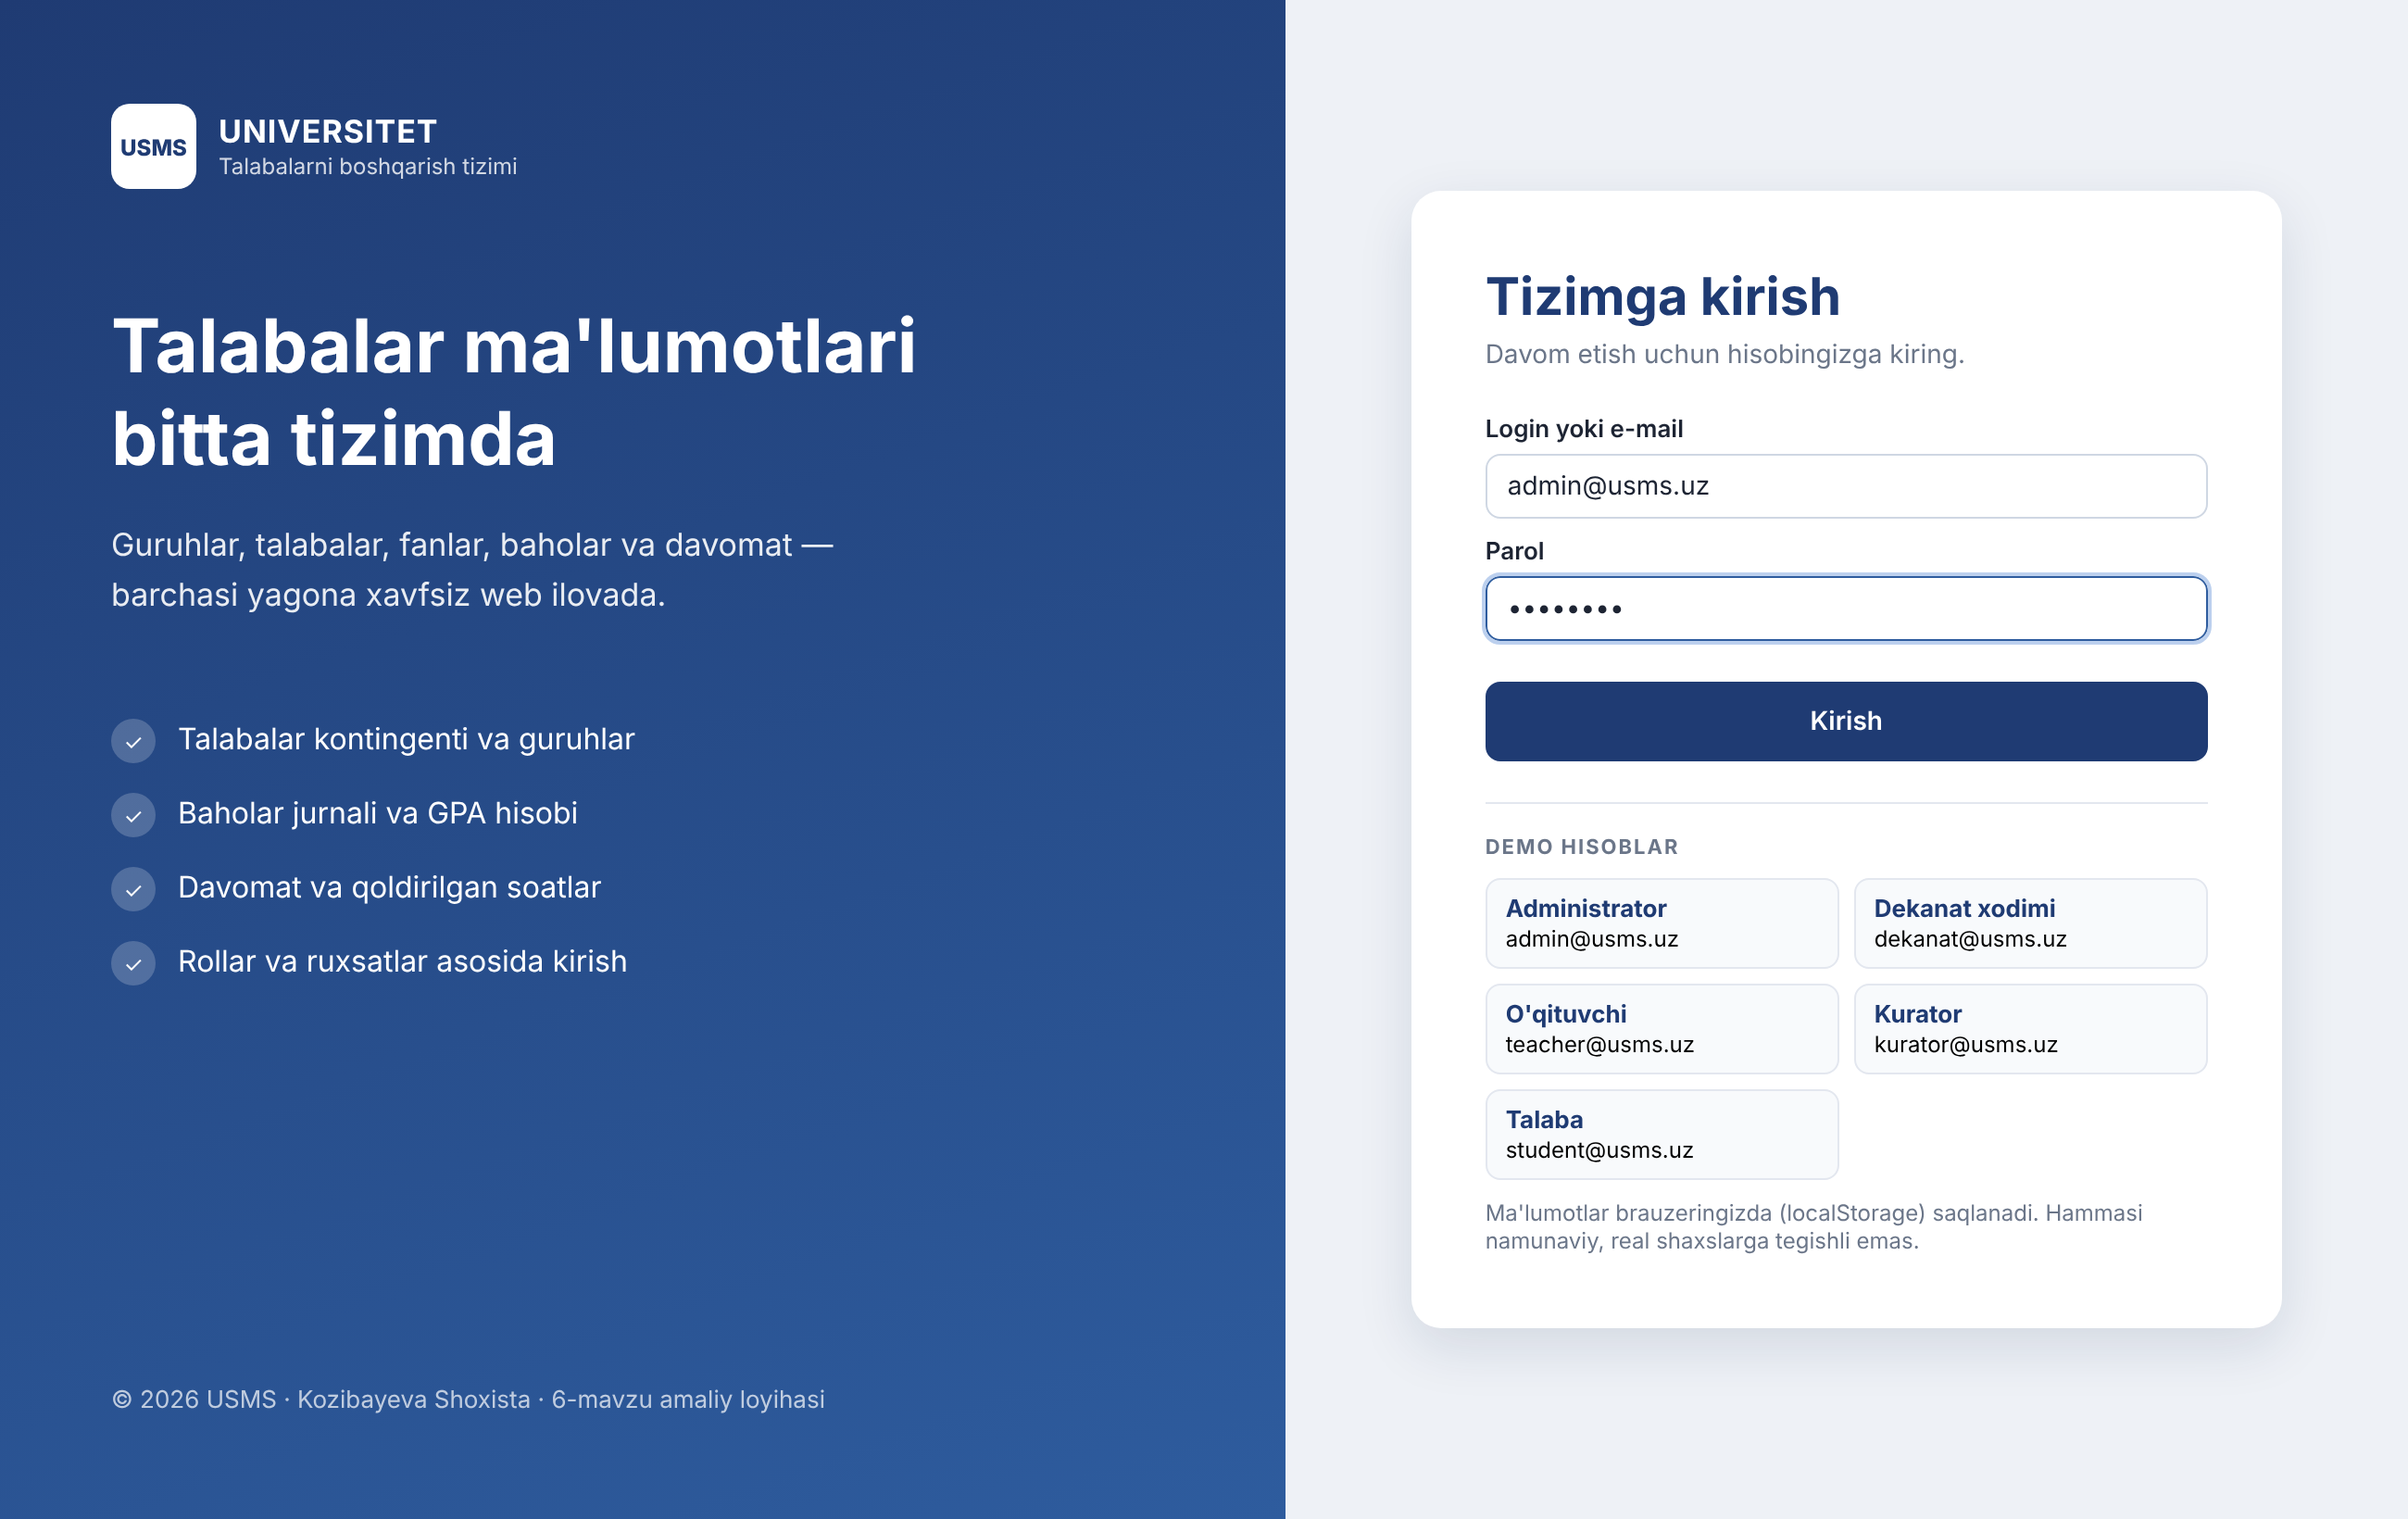 USMS
UNIVERSITET
Talabalarni boshqarish tizimi
Talabalar ma'lumotlari
bitta tizimda
Guruhlar, talabalar, fanlar, baholar va davomat —
barchasi yagona xavfsiz web ilovada.
Talabalar kontingenti va guruhlar
Baholar jurnali va GPA hisobi
Davomat va qoldirilgan soatlar
Rollar va ruxsatlar asosida kirish
© 2026 USMS · Kozibayeva Shoxista · 6-mavzu amaliy loyihasi
Tizimga kirish
Davom etish uchun hisobingizga kiring.
Login yoki e-mail
admin@usms.uz
Parol
••••••••
Kirish
DEMO HISOBLAR
Administrator
admin@usms.uz
Dekanat xodimi
dekanat@usms.uz
O'qituvchi
teacher@usms.uz
Kurator
kurator@usms.uz
Talaba
student@usms.uz
Ma'lumotlar brauzeringizda (localStorage) saqlanadi. Hammasi
namunaviy, real shaxslarga tegishli emas.